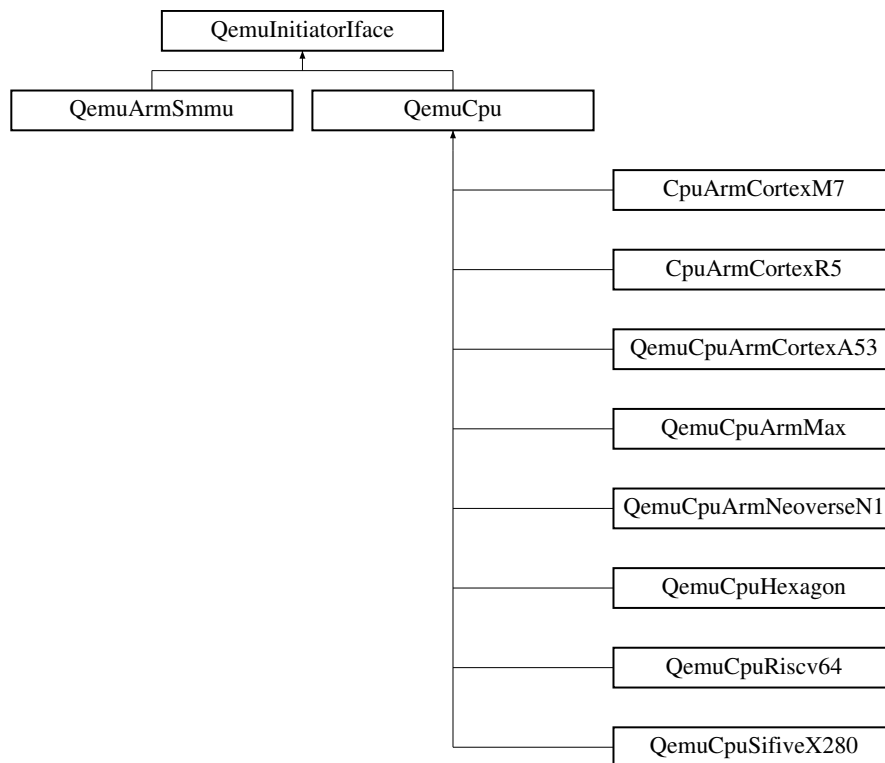 QemuInitiatorIface
QemuArmSmmu
QemuCpu
CpuArmCortexM7
CpuArmCortexR5
QemuCpuArmCortexA53
QemuCpuArmMax
QemuCpuArmNeoverseN1
QemuCpuHexagon
QemuCpuRiscv64
QemuCpuSifiveX280